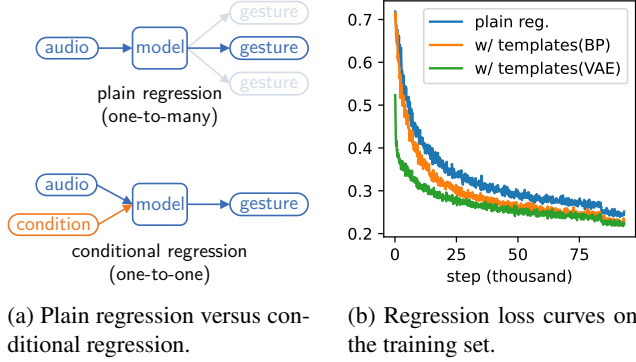 gesture
audio
model
gesture
gesture
plain regression
(one-to-many)
audio
condition
model
gesture
conditional regression
(one-to-one)
(a) Plain regression versus con-
ditional regression.
plain reg.
w/ templates(BP)
w/ templates(VAE)
0.7
0.6
0.5
0.4
0.3
0.2
0 25 50 75
step (thousand)
(b) Regression loss curves on
the training set.